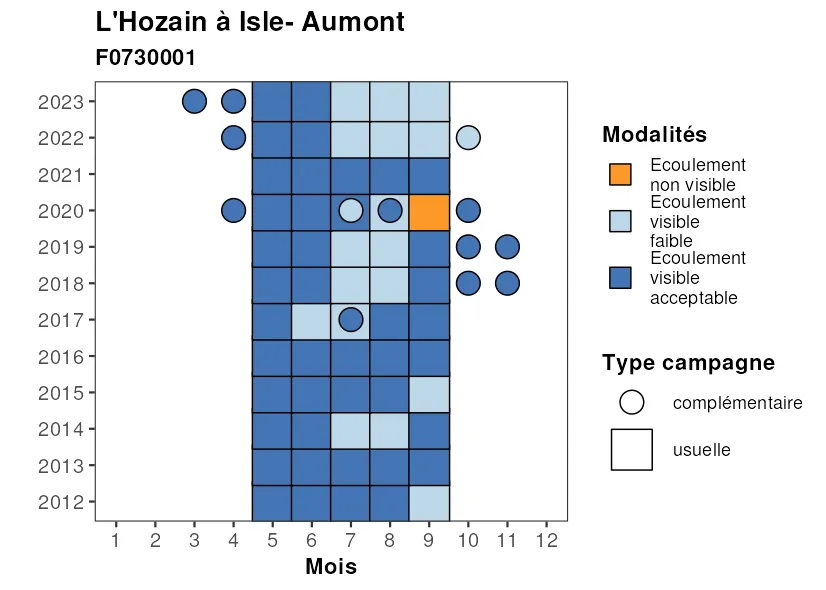 L'Hozain à Isle- Aumont
F0730001
2023
2022
2021
2020
2019
2018
2017
2016
2015
2014
2013
2012
1 2 3 4 5 6 7 8 9 10 11 12
Mois
Modalités
Ecoulement
non visible
Ecoulement
visible
faible
Ecoulement
visible
acceptable
Type campagne
complémentaire
usuelle